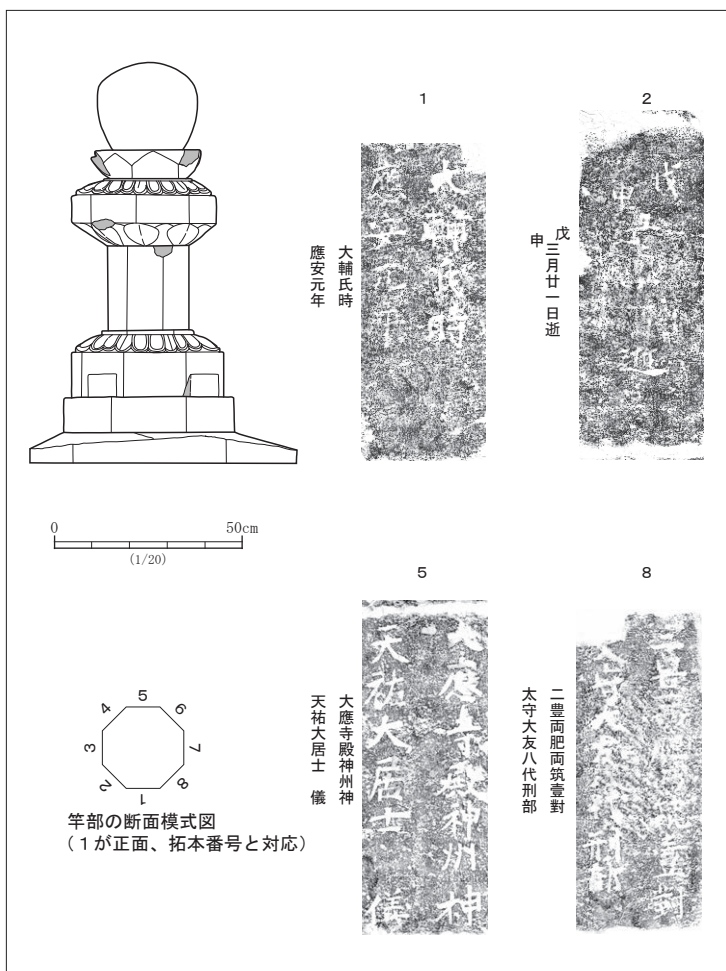 1
大輔氏時
應安元年
2
戊申
三月廿一日逝
0 50cm
(1/20)
5
大應寺殿神州神
天祐大居士 儀
8
二豊両肥両筑壹對
太守大友八代刑部
1
2
3
4
5
6
7
8
竿部の断面模式図
(1が正面、拓本番号と対応)